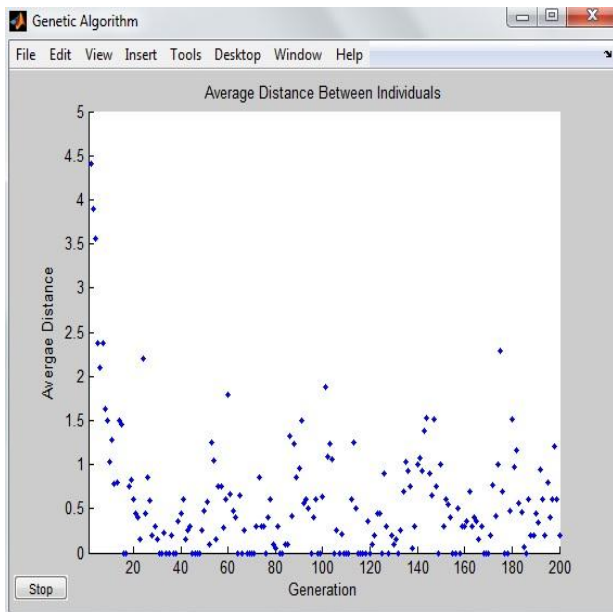 Genetic Algorithm
File Edit View Insert Tools Desktop Window Help
Average Distance Between Individuals
5
4.5
4
3.5
3
2.5
2
1.5
1
0.5
0
Avergae Distance
20 40 60 80 100 120 140 160 180 200
Generation
Stop